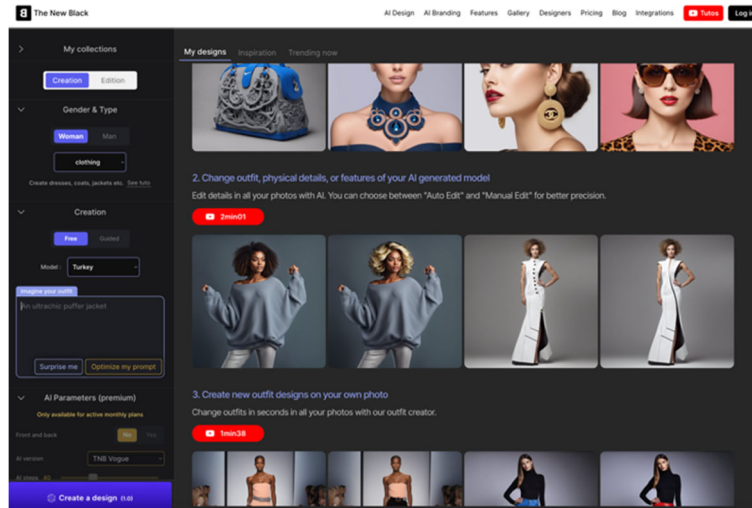 B The New Black
AI Design AI Branding Features Gallery Designers Pricing Blog Integrations Tutos Log i
My collections
Creation Edition
Gender & Type
Woman Man
clothing
Create dresses, coats, jackets etc. See tuto
Creation
Free Guided
Model : Turkey
Imagine your outfit
An ultrachic puffer jacket
Surprise me Optimize my prompt
AI Parameters (premium)
Only available for active monthly plans
Front and back No Yes
AI version TNB Vogue
AI steps 40
Create a design (1.0)
My designs Inspiration Trending now
2. Change outfit, physical details, or features of your AI generated model
Edit details in all your photos with AI. You can choose between "Auto Edit" and "Manual Edit" for better precision.
2min01
3. Create new outfit designs on your own photo
Change outfits in seconds in all your photos with our outfit creator.
1min38